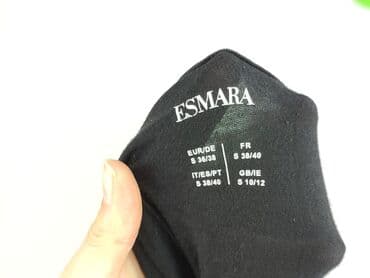 ESMARA
EUR/DE
S 36/38
FR
S 38/40
IT/ES/PT
S 38/40
GB/IE
S 10/12